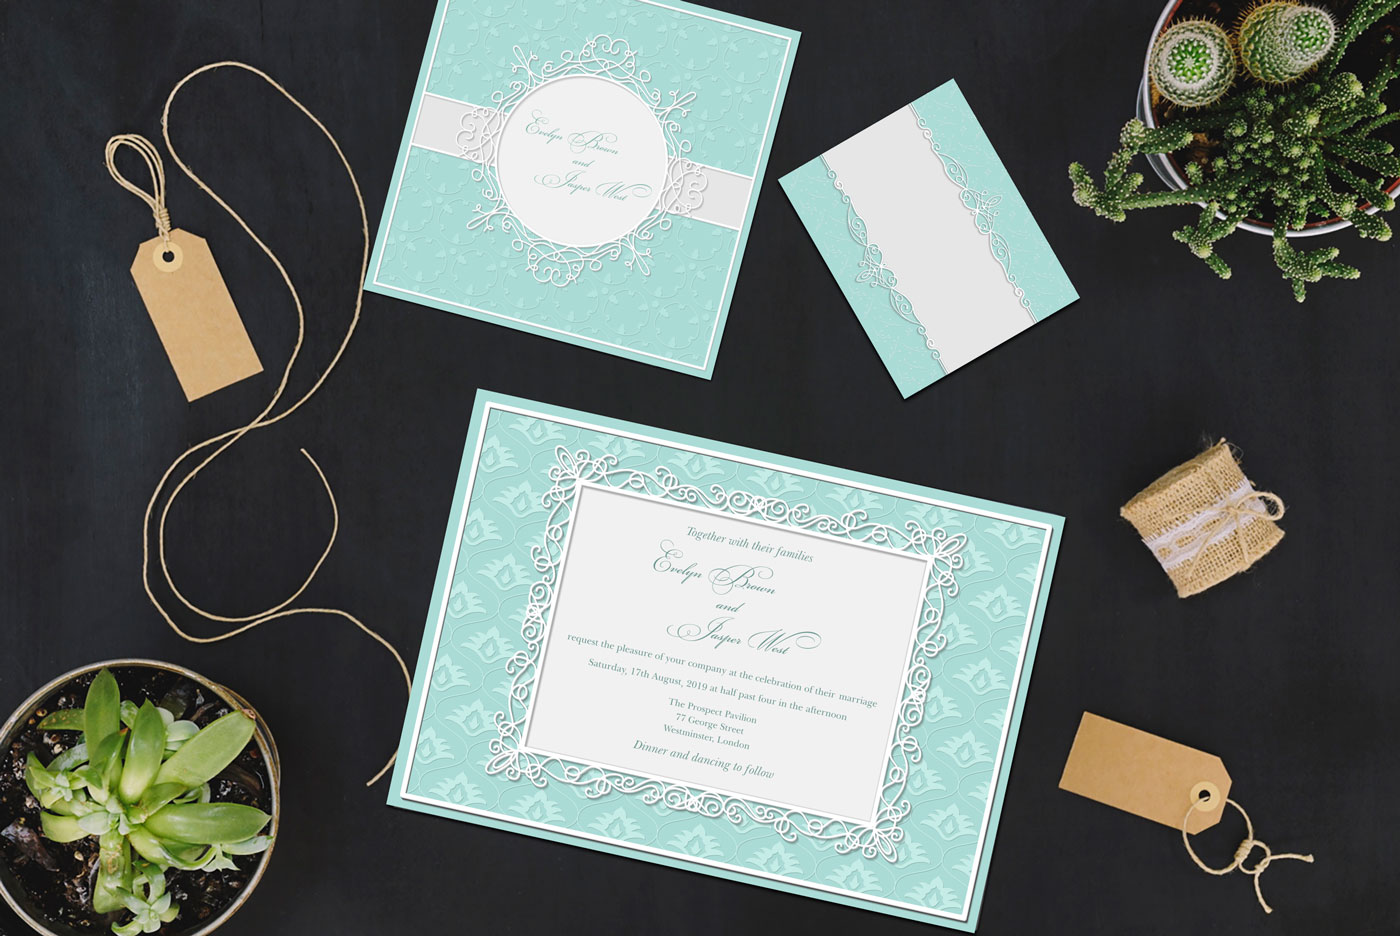 Evelyn Brown
and
Jasper West
Together with their families
Evelyn Brown
and
Jasper West
request the pleasure of your company at the celebration of their marriage
Saturday, 17th August, 2019 at half past four in the afternoon
The Prospect Pavilion
77 George Street
Westminster, London
Dinner and dancing to follow